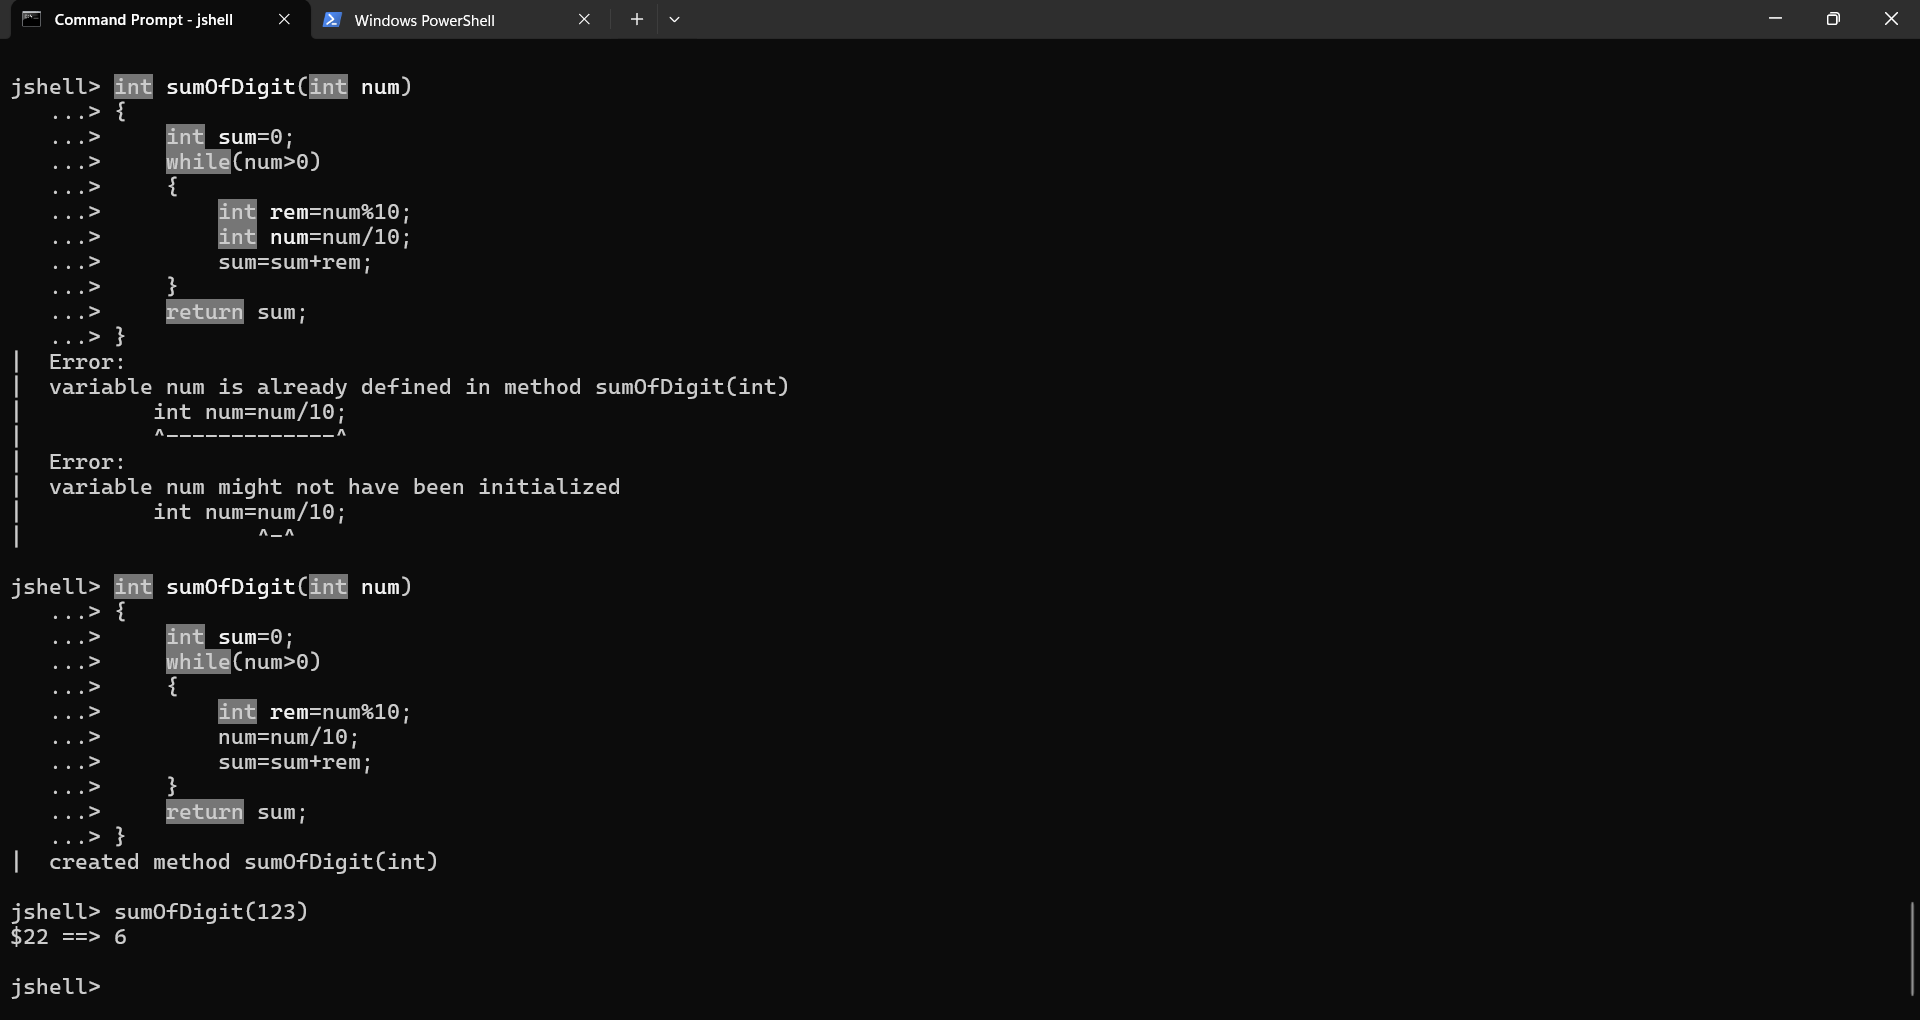 Command Prompt - jshell
Windows PowerShell
jshell> int sumOfDigit(int num)
   ...> {
   ...>     int sum=0;
   ...>     while(num>0)
   ...>     {
   ...>         int rem=num%10;
   ...>         int num=num/10;
   ...>         sum=sum+rem;
   ...>     }
   ...>     return sum;
   ...> }
|  Error:
|  variable num is already defined in method sumOfDigit(int)
|          int num=num/10;
|          ^-------------^
|  Error:
|  variable num might not have been initialized
|          int num=num/10;
|                  ^-^
jshell> int sumOfDigit(int num)
   ...> {
   ...>     int sum=0;
   ...>     while(num>0)
   ...>     {
   ...>         int rem=num%10;
   ...>         num=num/10;
   ...>         sum=sum+rem;
   ...>     }
   ...>     return sum;
   ...> }
|  created method sumOfDigit(int)
jshell> sumOfDigit(123)
$22 ==> 6
jshell>